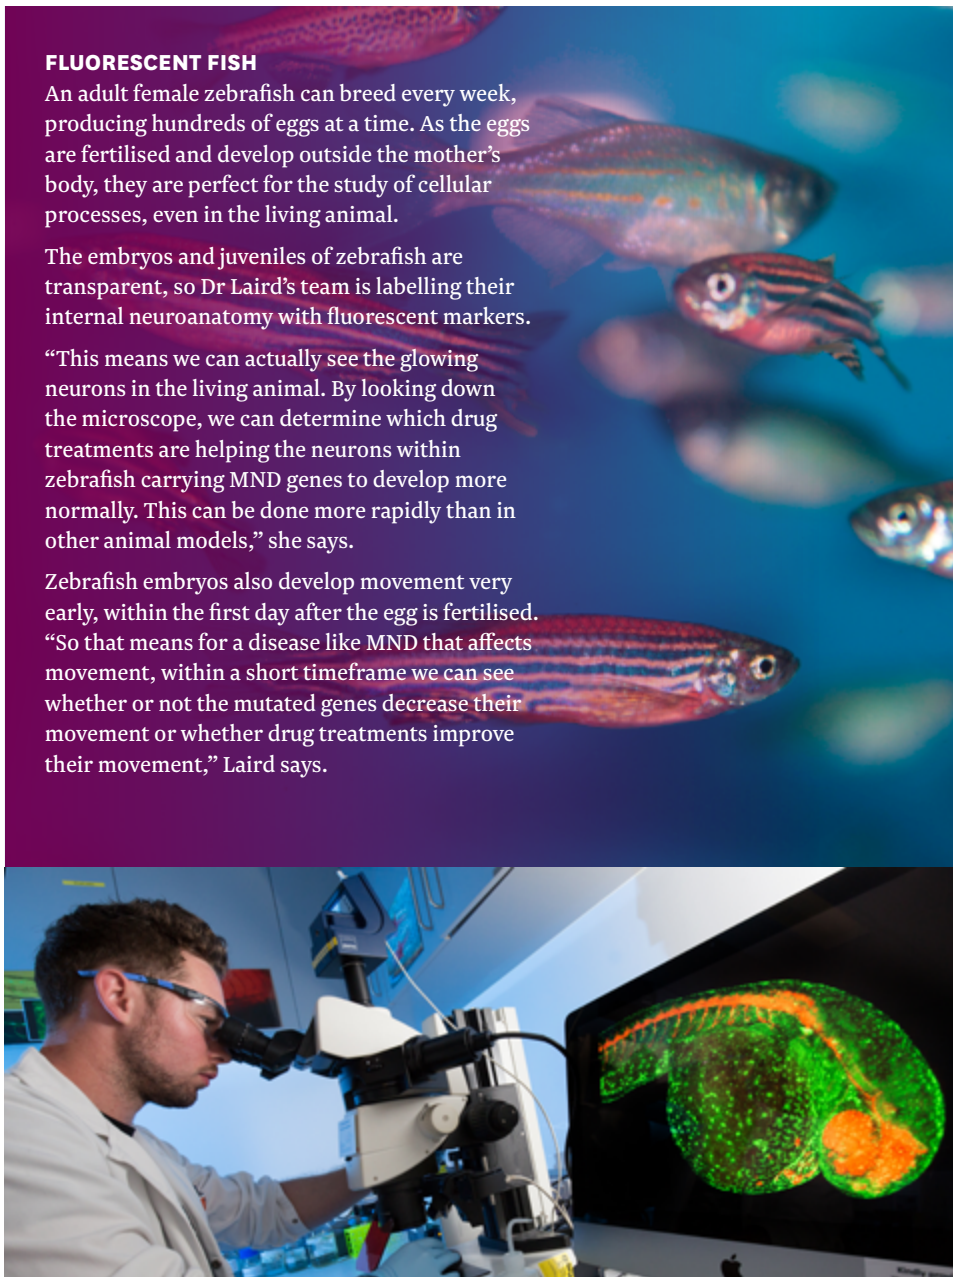 FLUORESCENT FISH
An adult female zebrafish can breed every week,
producing hundreds of eggs at a time. As the eggs
are fertilised and develop outside the mother’s
body, they are perfect for the study of cellular
processes, even in the living animal.
The embryos and juveniles of zebrafish are
transparent, so Dr Laird’s team is labelling their
internal neuroanatomy with fluorescent markers.
“This means we can actually see the glowing
neurons in the living animal. By looking down
the microscope, we can determine which drug
treatments are helping the neurons within
zebrafish carrying MND genes to develop more
normally. This can be done more rapidly than in
other animal models,” she says.
Zebrafish embryos also develop movement very
early, within the first day after the egg is fertilised.
“So that means for a disease like MND that affects
movement, within a short timeframe we can see
whether or not the mutated genes decrease their
movement or whether drug treatments improve
their movement,” Laird says.
Kindly